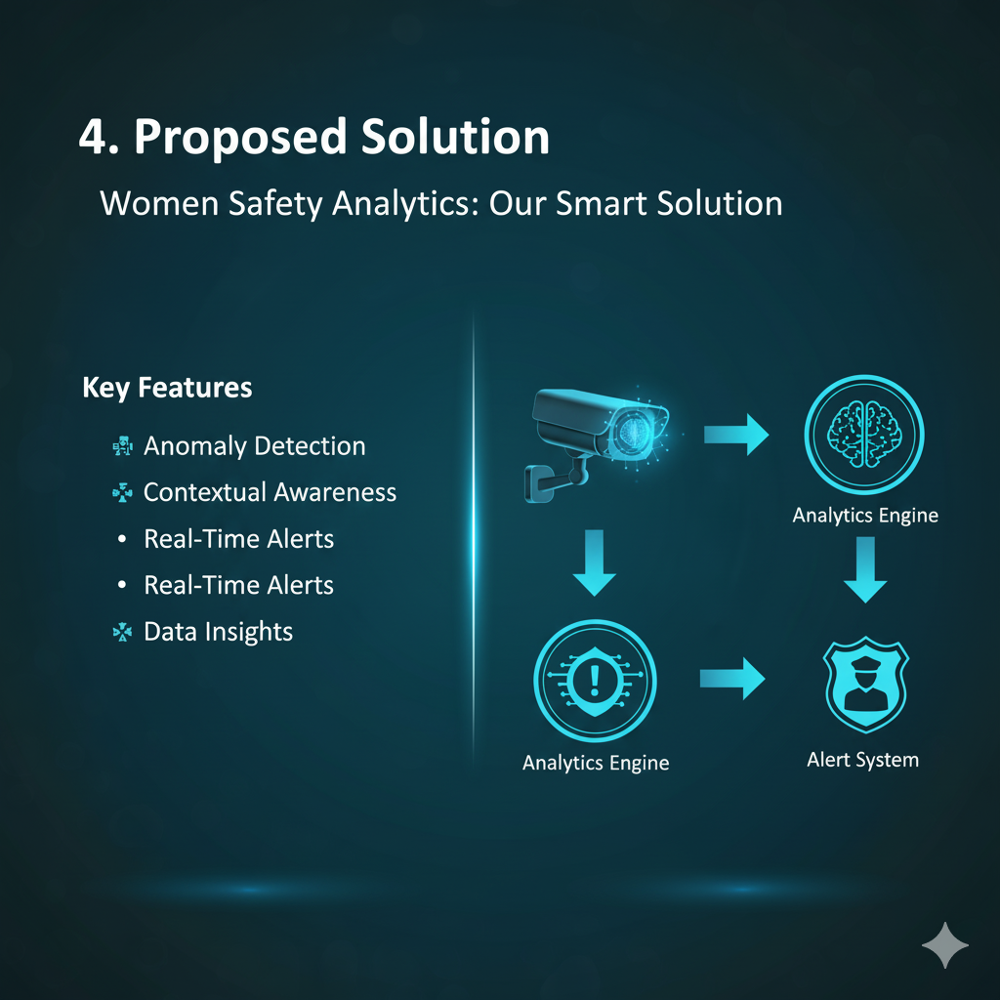 4. Proposed Solution
Women Safety Analytics: Our Smart Solution
Key Features
Anomaly Detection
Contextual Awareness
• Real-Time Alerts
• Real-Time Alerts
Data Insights
Analytics Engine
!
Analytics Engine
Alert System